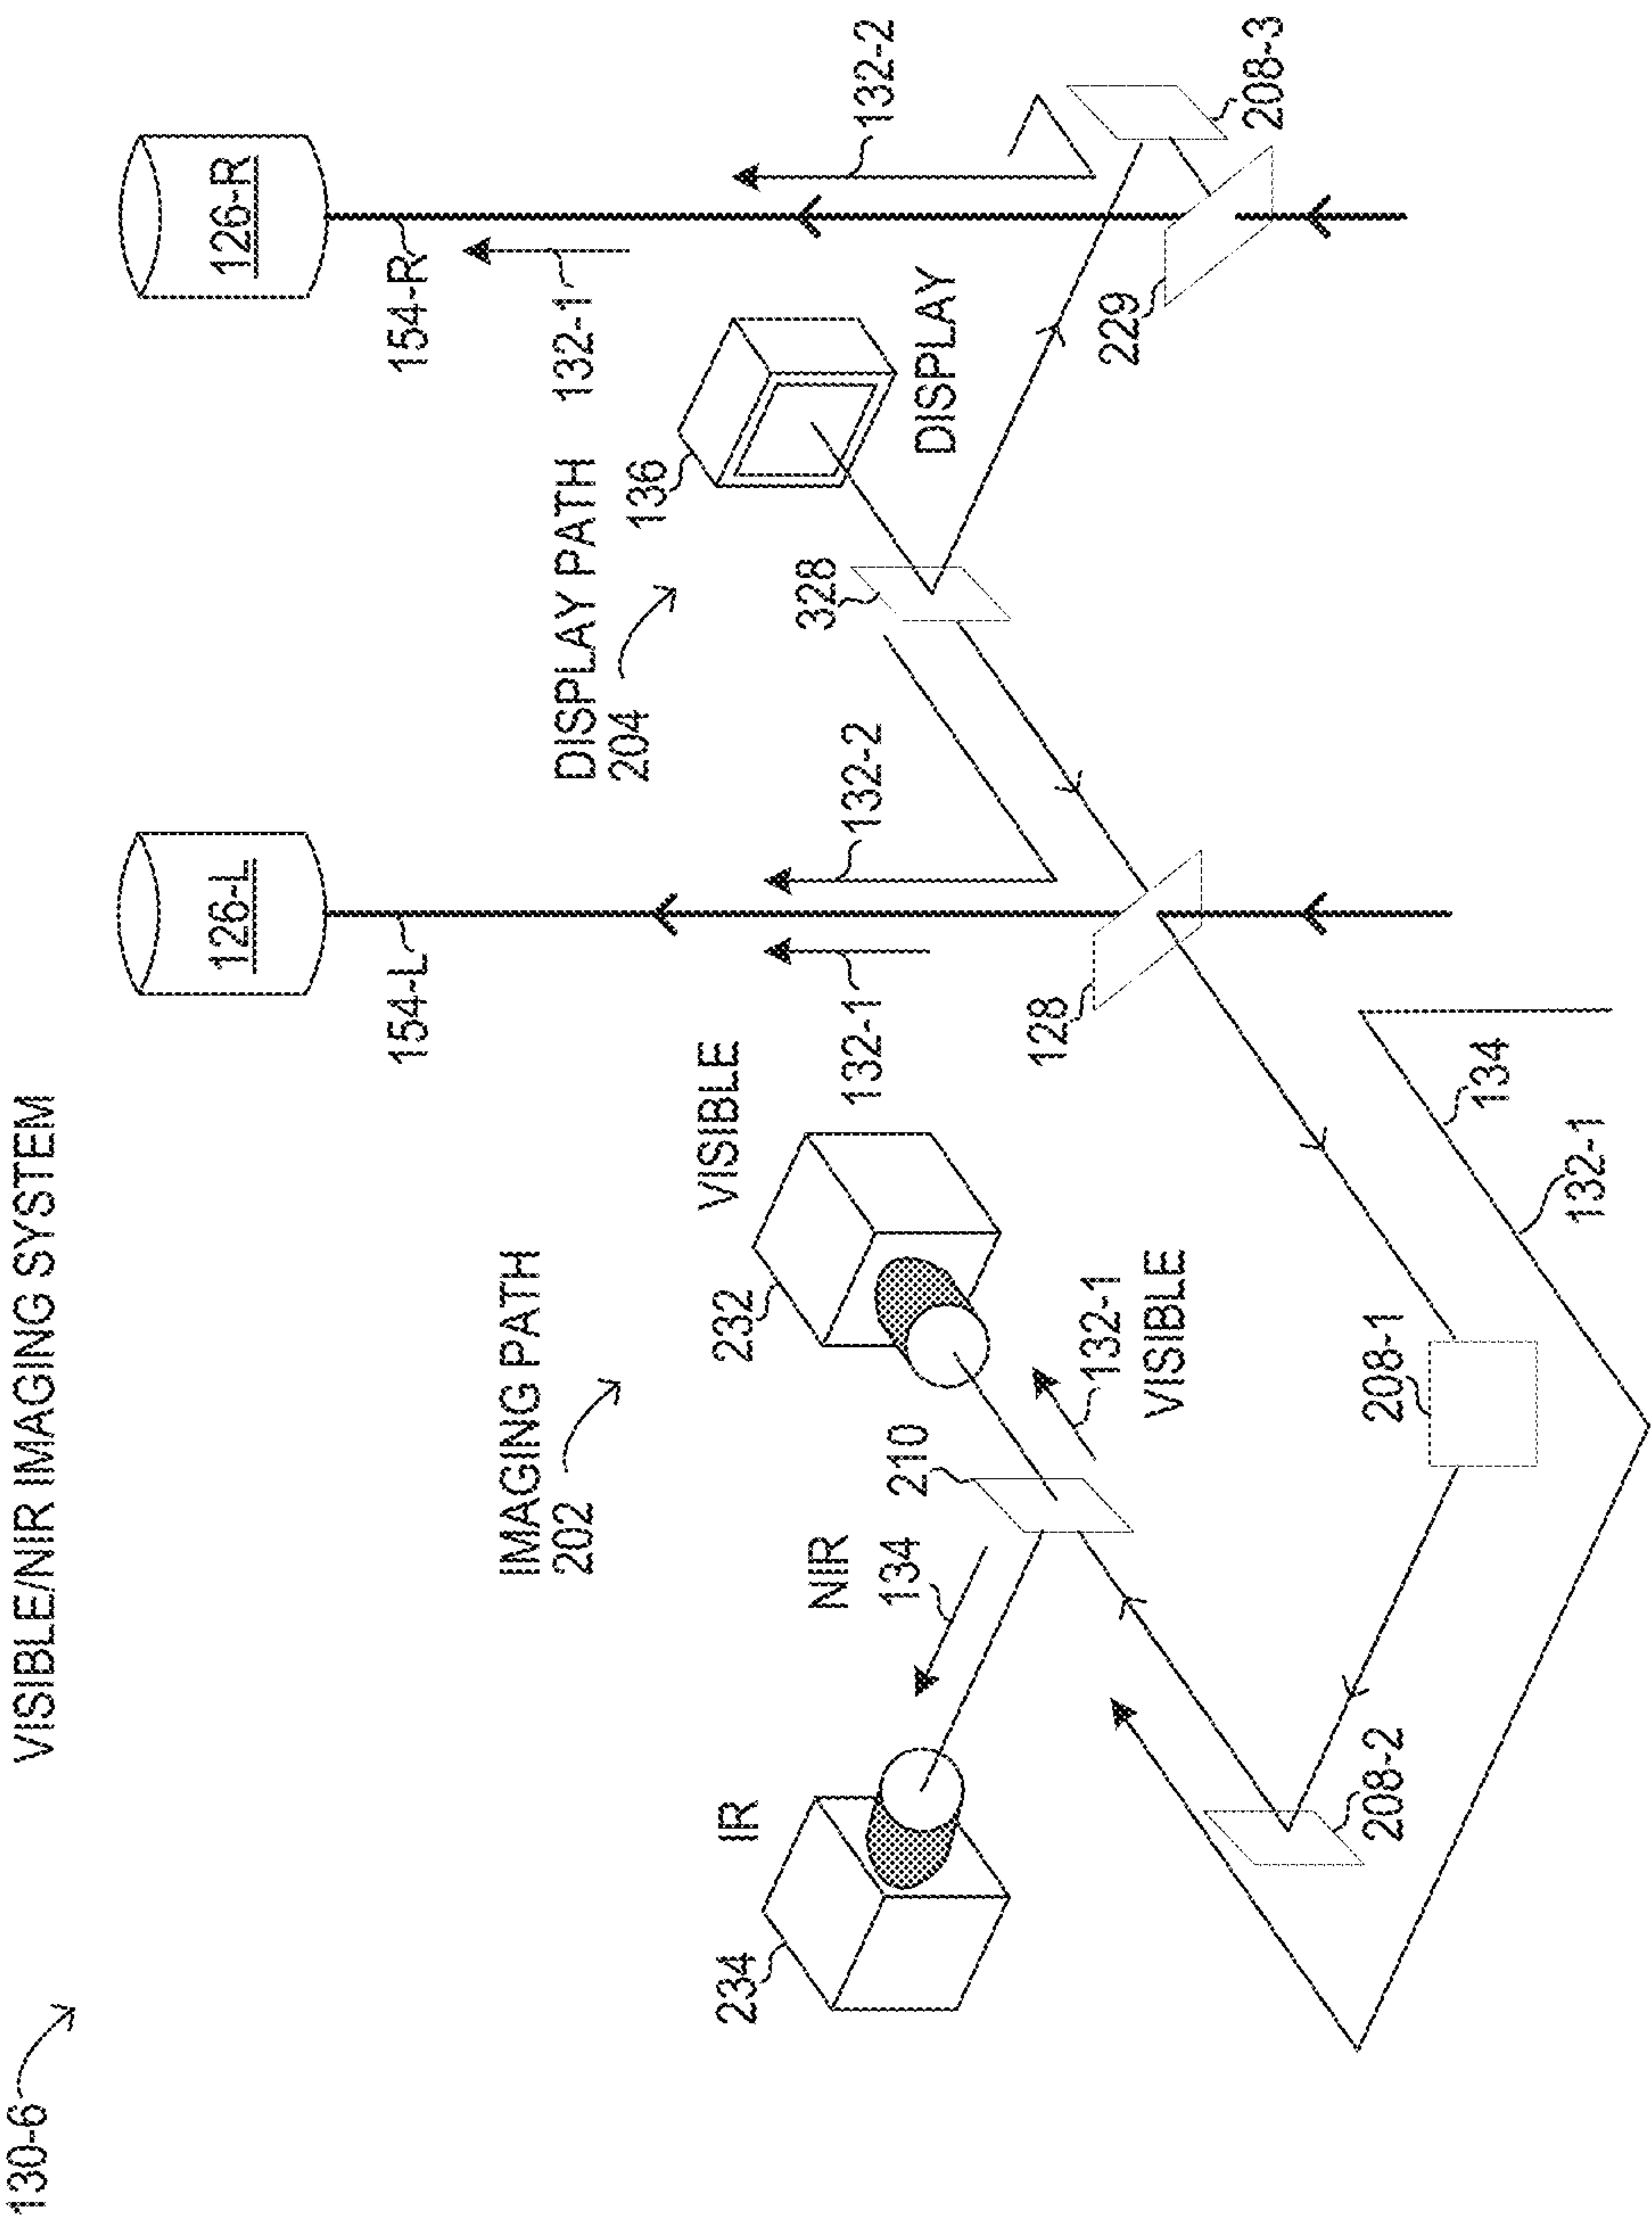 130-6
VISIBLE/NIR IMAGING SYSTEM
126-L
126-R
154-L
154-R
IMAGING PATH
202
DISPLAY PATH
204
132-1
136
DISPLAY
132-2
234
IR
232
VISIBLE
132-1
132-2
328
NIR
134
210
132-1
VISIBLE
128
229
208-3
208-2
208-1
134
132-1